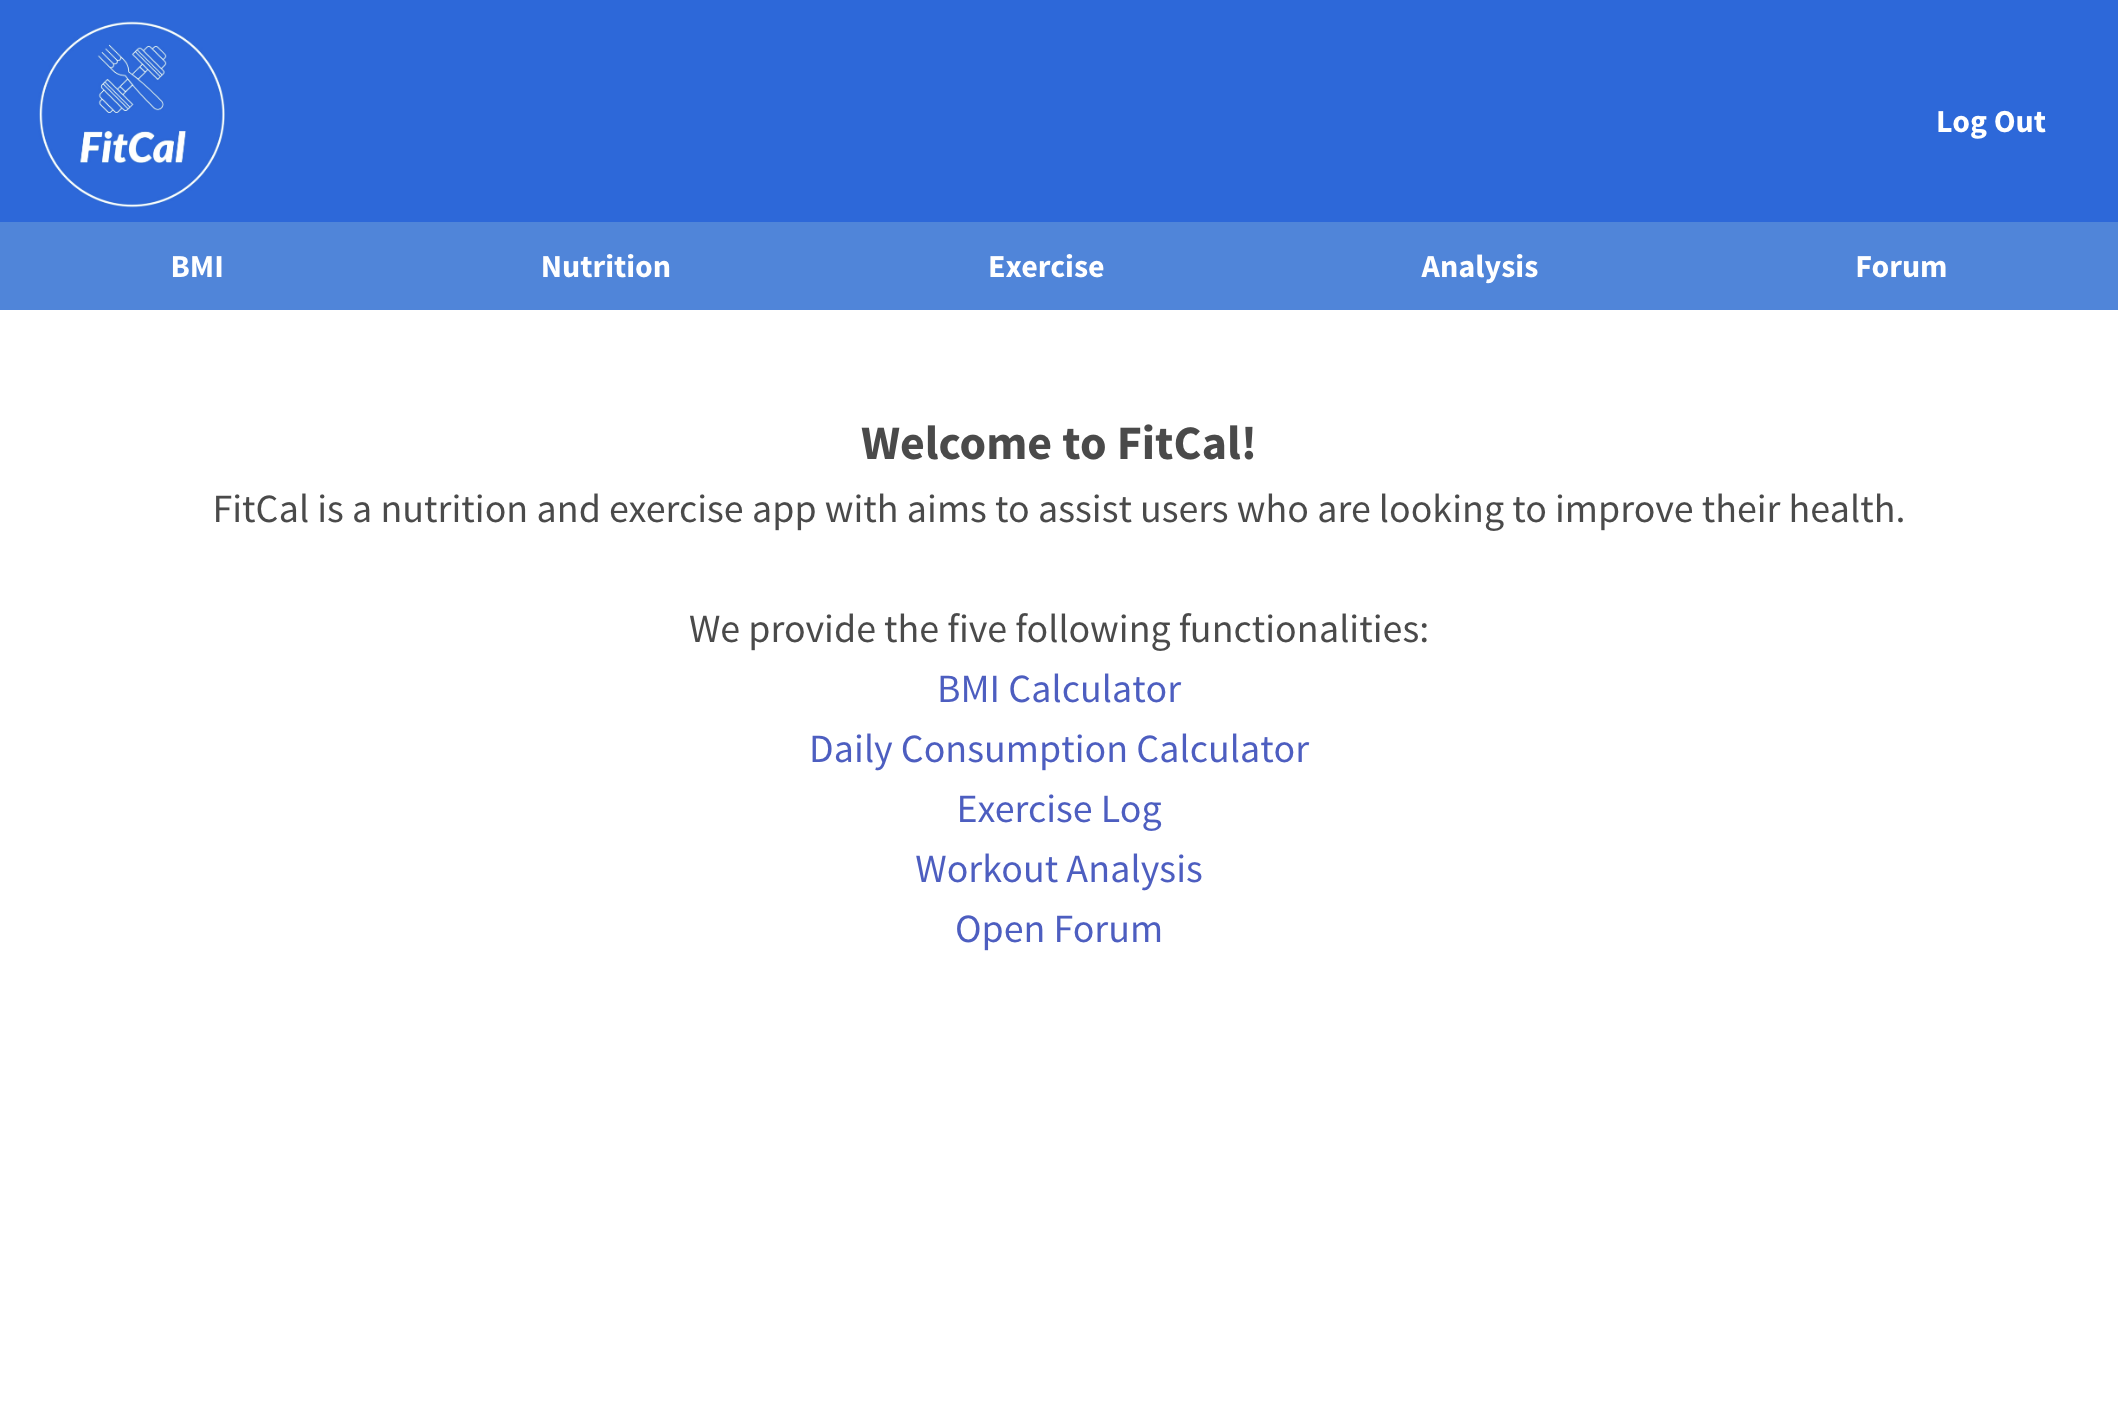 FitCal
Log Out
BMI Nutrition Exercise Analysis Forum
Welcome to FitCal!
FitCal is a nutrition and exercise app with aims to assist users who are looking to improve their health.
We provide the five following functionalities:
BMI Calculator
Daily Consumption Calculator
Exercise Log
Workout Analysis
Open Forum